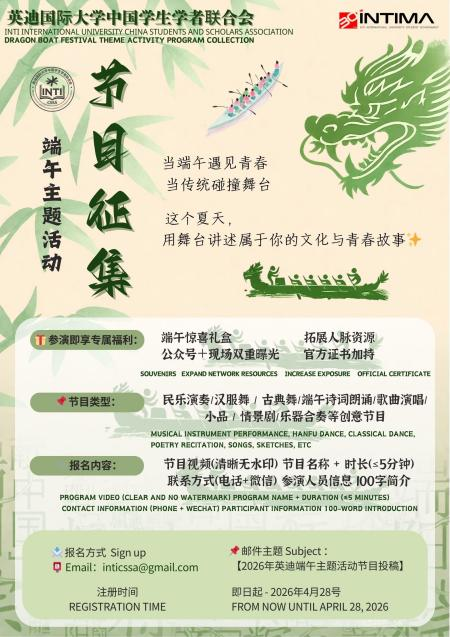 英迪国际大学中国学生学者联合会
INTI INTERNATIONAL UNIVERSITY CHINA STUDENTS AND SCHOLARS ASSOCIATION
DRAGON BOAT FESTIVAL THEME ACTIVITY PROGRAM COLLECTION
INTIMA
INTI
CSSA
节目征集
端午主题活动
当端午遇见青春
当传统碰撞舞台
这个夏天，
用舞台讲述属于你的文化与青春故事✨
🎁参演即享专属福利：
端午惊喜礼盒 拓展人脉资源
公众号＋现场双重曝光 官方证书加持
SOUVENIRS EXPAND NETWORK RESOURCES INCREASE EXPOSURE OFFICIAL CERTIFICATE
📌节目类型：
民乐演奏/汉服舞 / 古典舞/端午诗词朗诵/歌曲演唱/
小品 / 情景剧/乐器合奏等创意节目
MUSICAL INSTRUMENT PERFORMANCE, HANFU DANCE, CLASSICAL DANCE,
POETRY RECITATION, SONGS, SKETCHES, ETC
报名内容：
节目视频(清晰无水印) 节目名称 + 时长(≤5分钟)
联系方式(电话+微信) 参演人员信息 100字简介
PROGRAM VIDEO (CLEAR AND NO WATERMARK) PROGRAM NAME + DURATION (≤5 MINUTES)
CONTACT INFORMATION (PHONE + WECHAT) PARTICIPANT INFORMATION 100-WORD INTRODUCTION
📩 报名方式 Sign up
📮 Email：inticssa@gmail.com
📌邮件主题 Subject：
【2026年英迪端午主题活动节目投稿】
注册时间
REGISTRATION TIME
即日起 - 2026年4月28号
FROM NOW UNTIL APRIL 28, 2026